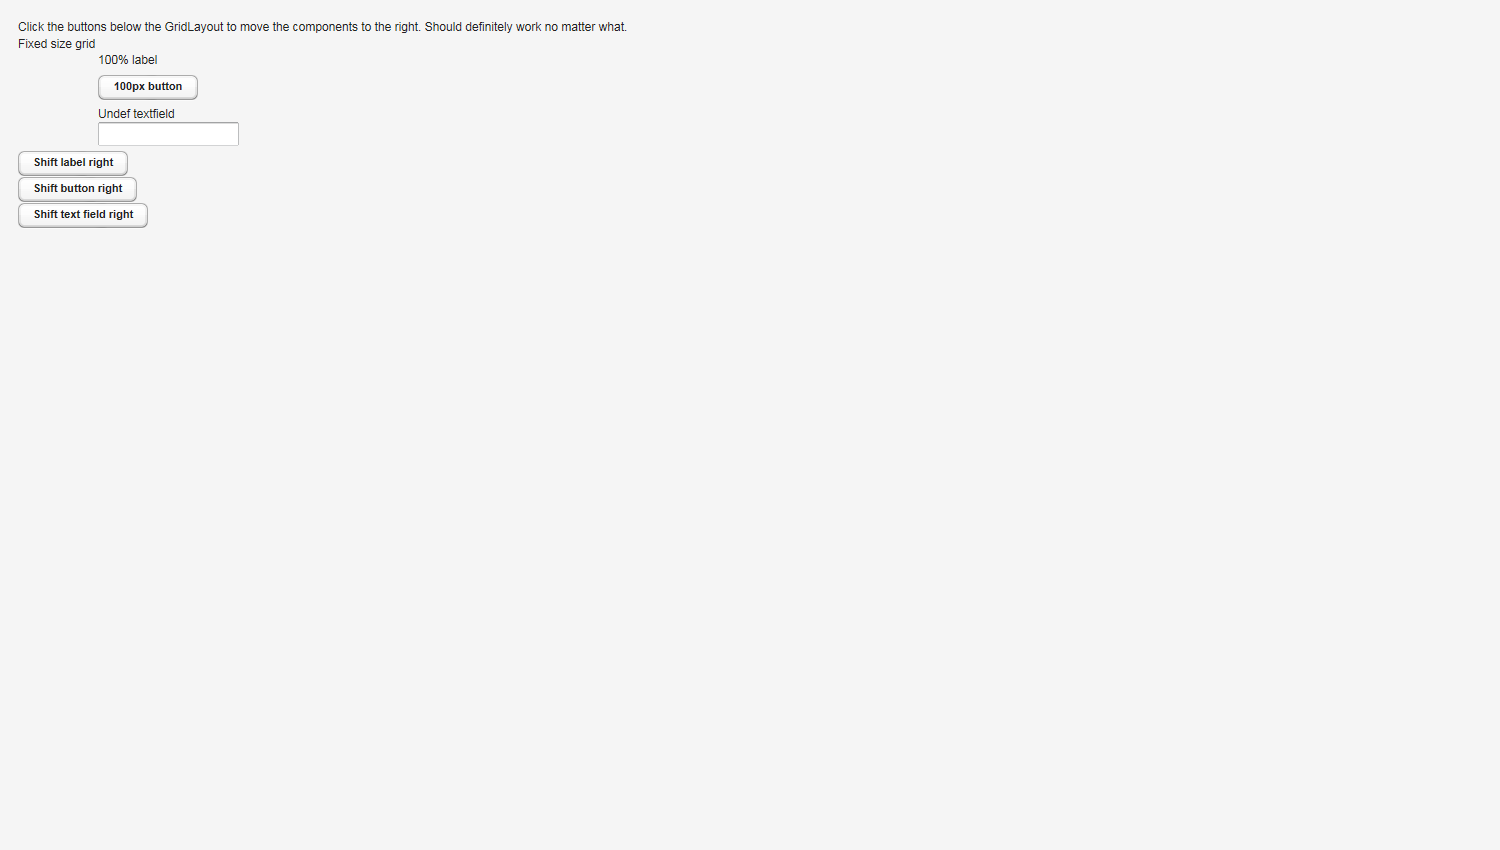 Click the buttons below the GridLayout to move the components to the right. Should definitely work no matter what.
Fixed size grid
100% label
100px button
Undef textfield
Shift label right
Shift button right
Shift text field right